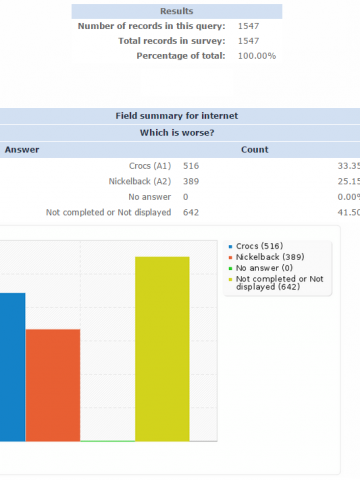 Results
Number of records in this query: 1547
Total records in survey: 1547
Percentage of total: 100.00%
Field summary for internet
Which is worse?
Answer Count
Crocs (A1) 516 33.35
Nickelback (A2) 389 25.15
No answer 0 0.00%
Not completed or Not displayed 642 41.50
Crocs (516)
Nickelback (389)
No answer (0)
Not completed or Not
displayed (642)